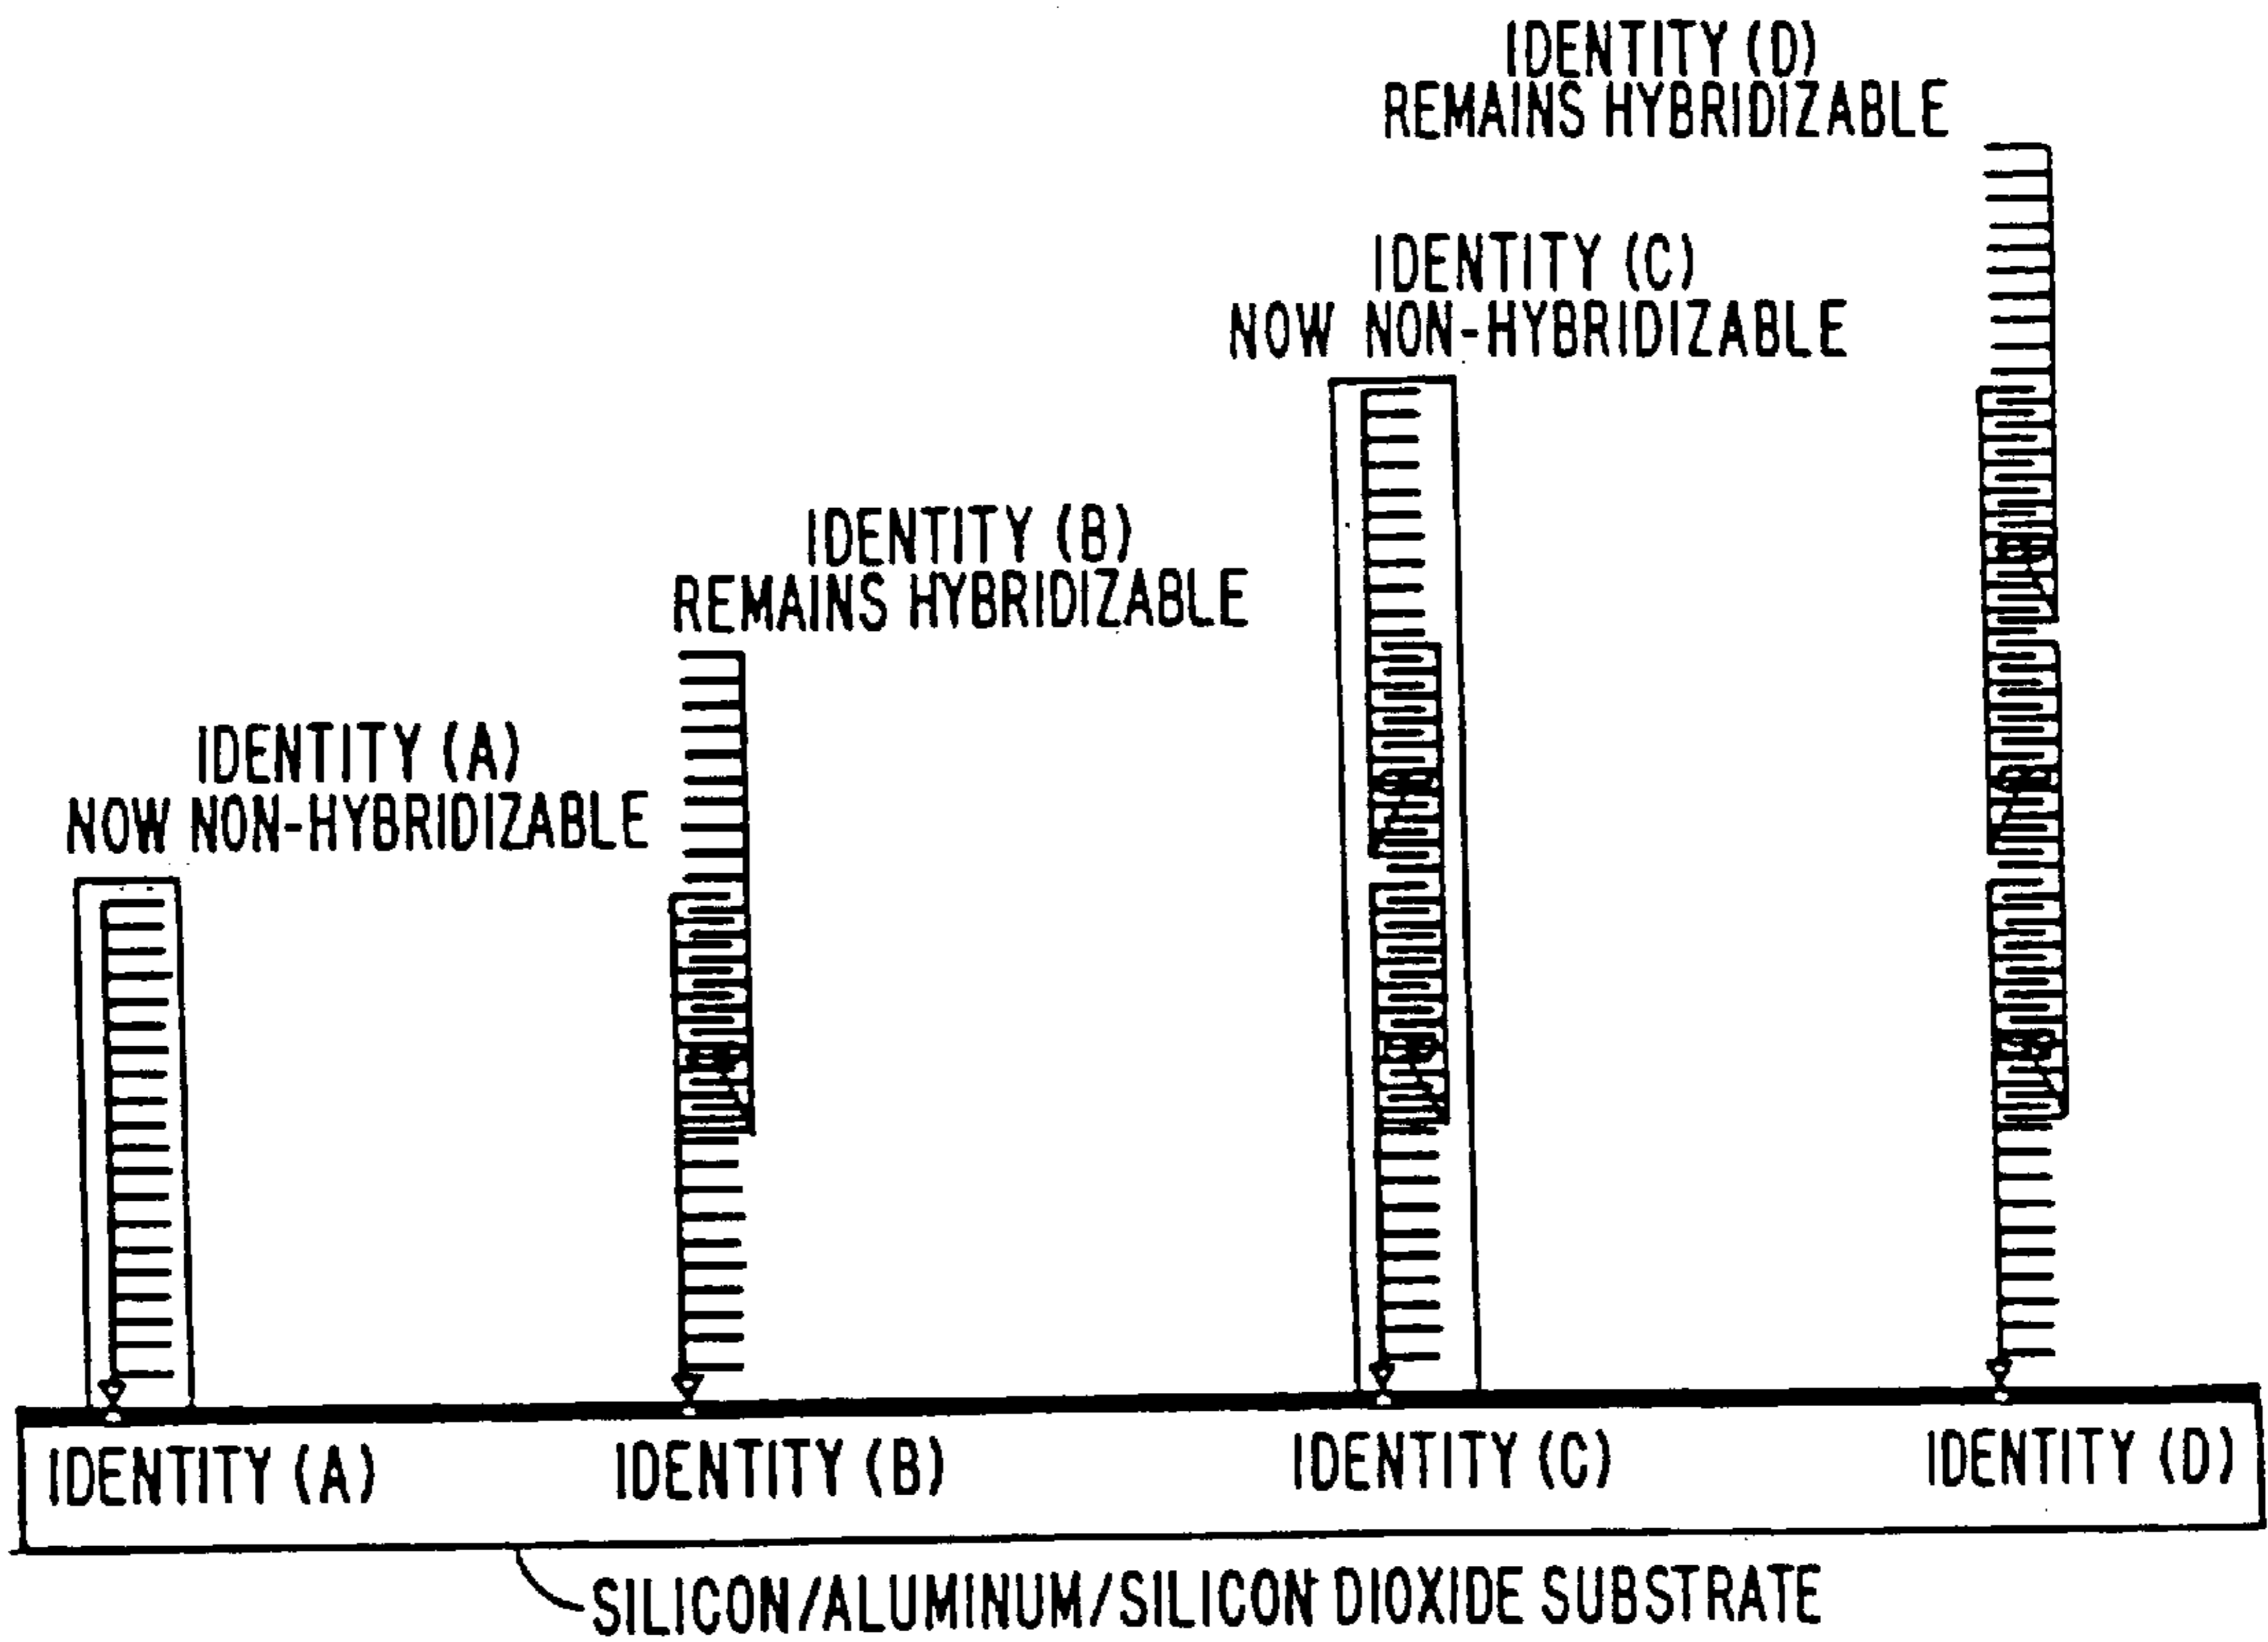 IDENTITY (D)
REMAINS HYBRIDIZABLE
IDENTITY (C)
NOW NON-HYBRIDIZABLE
IDENTITY (B)
REMAINS HYBRIDIZABLE
IDENTITY (A)
NOW NON-HYBRIDIZABLE
IDENTITY (A) IDENTITY (B) IDENTITY (C) IDENTITY (D)
SILICON/ALUMINUM/SILICON DIOXIDE SUBSTRATE